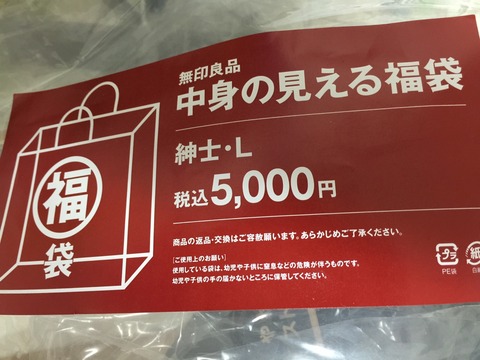 無印良品
中身の見える福袋
紳士・L
税込5,000円
福
袋
商品の返品・交換はご容赦願います。あらかじめご了承ください。
[ご使用上のお願い]
使用している袋は、幼児や子供に窒息などの危険が伴うものです。
幼児や子供の手の届かないところに保管してください。
プラ
PE袋
紙